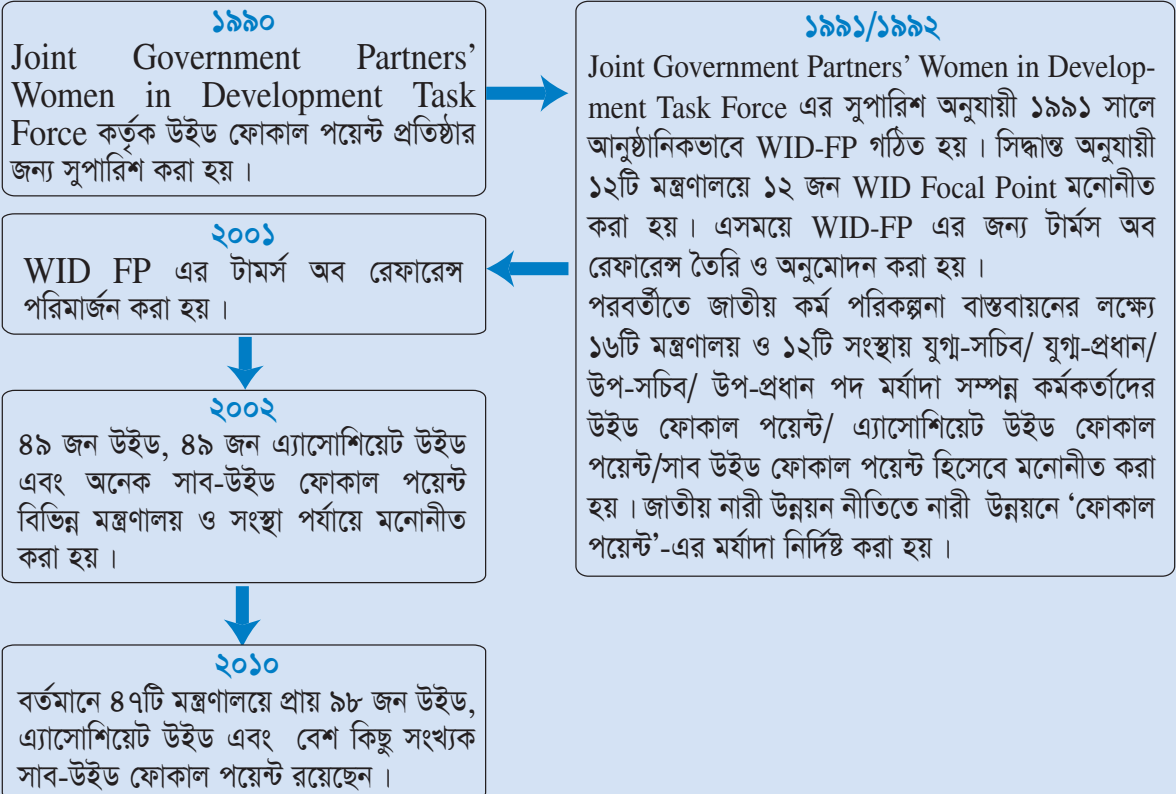 ১৯৯০
Joint Government Partners’
Women in Development Task
Force কর্তৃক উইড ফোকাল পয়েন্ট প্রতিষ্ঠার
জন্য সুপারিশ করা হয় ।
১৯৯১/১৯৯২
Joint Government Partners’ Women in Develop-
ment Task Force এর সুপারিশ অনুযায়ী ১৯৯১ সালে
আনুষ্ঠানিকভাবে WID-FP গঠিত হয় । সিদ্ধান্ত অনুযায়ী
১২টি মন্ত্রণালয়ে ১২ জন WID Focal Point মনোনীত
করা হয় । এসময়ে WID-FP এর জন্য টার্মস অব
রেফারেন্স তৈরি ও অনুমোদন করা হয় ।
পরবর্তীতে জাতীয় কর্ম পরিকল্পনা বাস্তবায়নের লক্ষ্যে
১৬টি মন্ত্রণালয় ও ১২টি সংস্থায় যুগ্ম-সচিব/ যুগ্ম-প্রধান/
উপ-সচিব/ উপ-প্রধান পদ মর্যাদা সম্পন্ন কর্মকর্তাদের
উইড ফোকাল পয়েন্ট/ এ্যাসোশিয়েট উইড ফোকাল
পয়েন্ট/সাব উইড ফোকাল পয়েন্ট হিসেবে মনোনীত করা
হয় । জাতীয় নারী উন্নয়ন নীতিতে নারী উন্নয়নে ‘ফোকাল
পয়েন্ট’-এর মর্যাদা নির্দিষ্ট করা হয় ।
২০০১
WID FP এর টামর্স অব রেফারেন্স
পরিমার্জন করা হয় ।
২০০২
৪৯ জন উইড, ৪৯ জন এ্যাসোশিয়েট উইড
এবং অনেক সাব-উইড ফোকাল পয়েন্ট
বিভিন্ন মন্ত্রণালয় ও সংস্থা পর্যায়ে মনোনীত
করা হয় ।
২০১০
বর্তমানে ৪৭টি মন্ত্রণালয়ে প্রায় ৯৮ জন উইড,
এ্যাসোশিয়েট উইড এবং বেশ কিছু সংখ্যক
সাব-উইড ফোকাল পয়েন্ট রয়েছেন ।